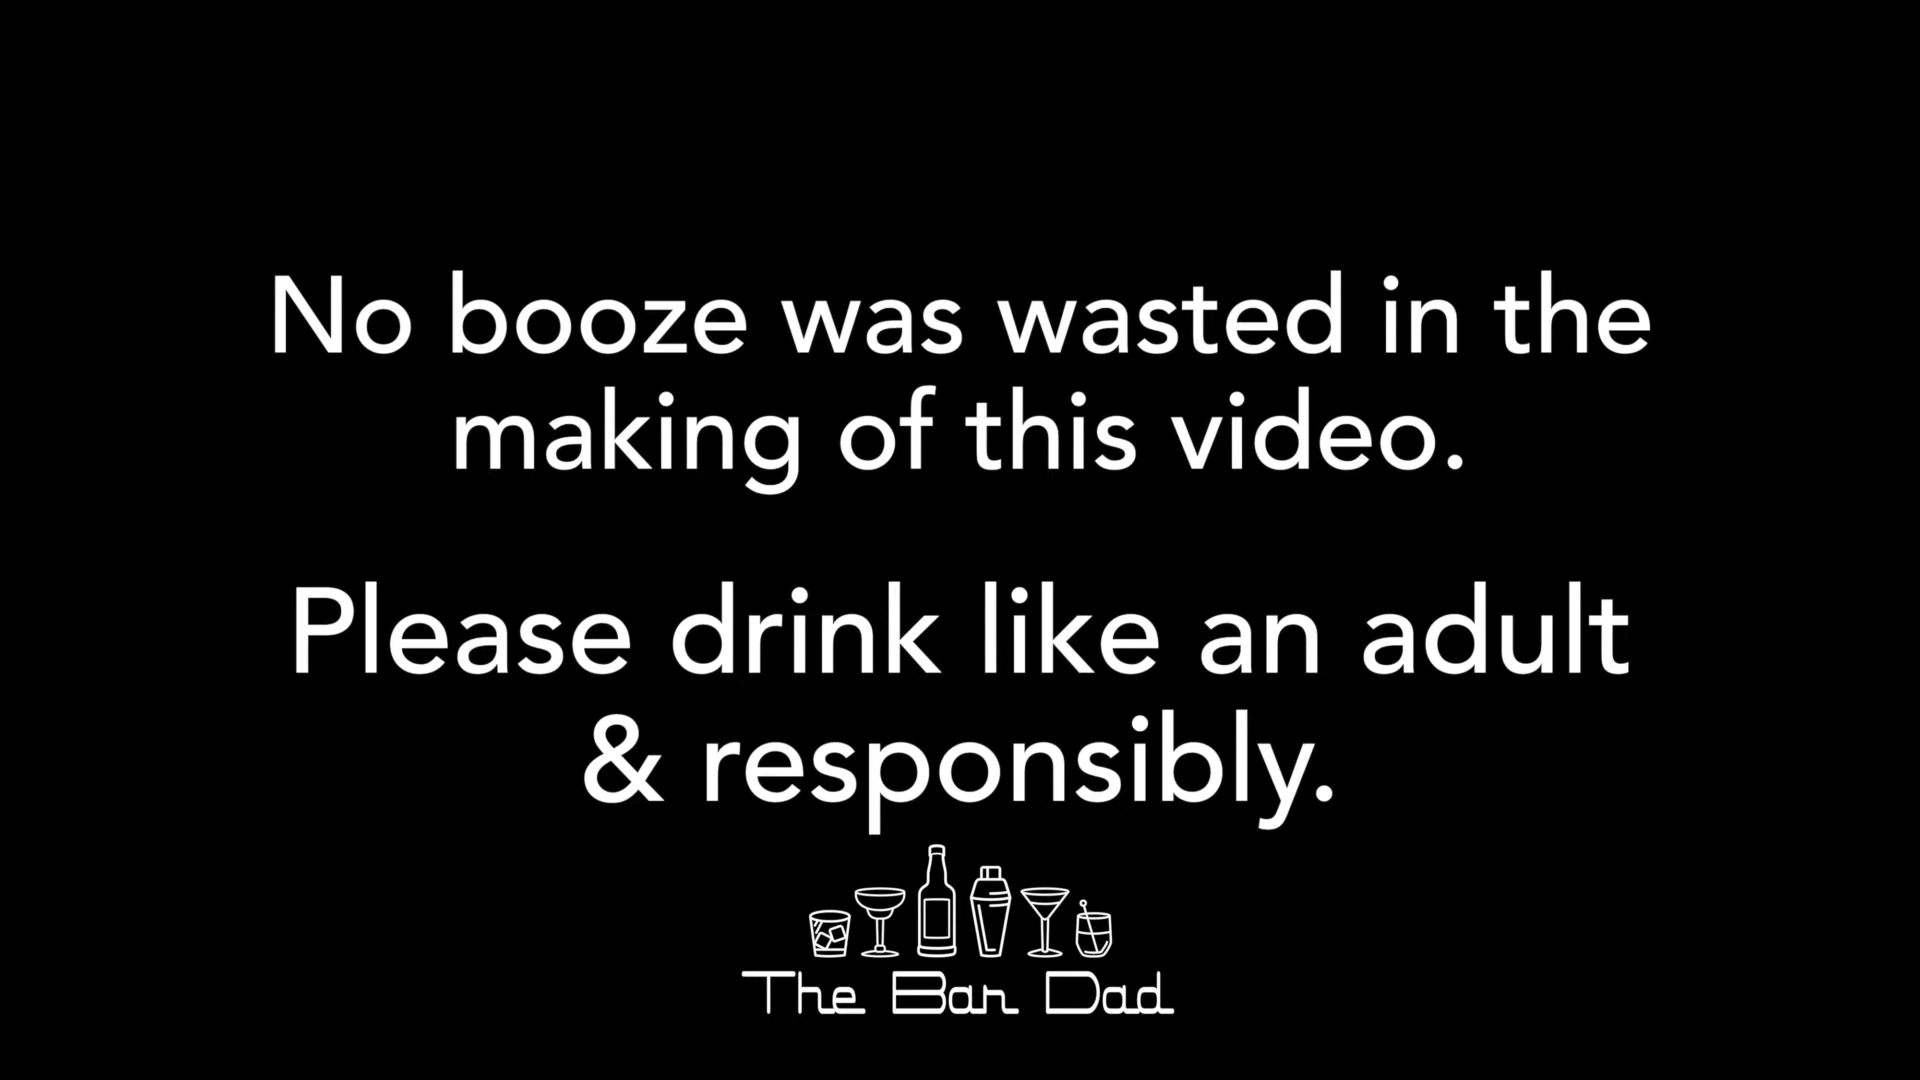 No booze was wasted in the
making of this video.
Please drink like an adult
& responsibly.
The Bar Dad